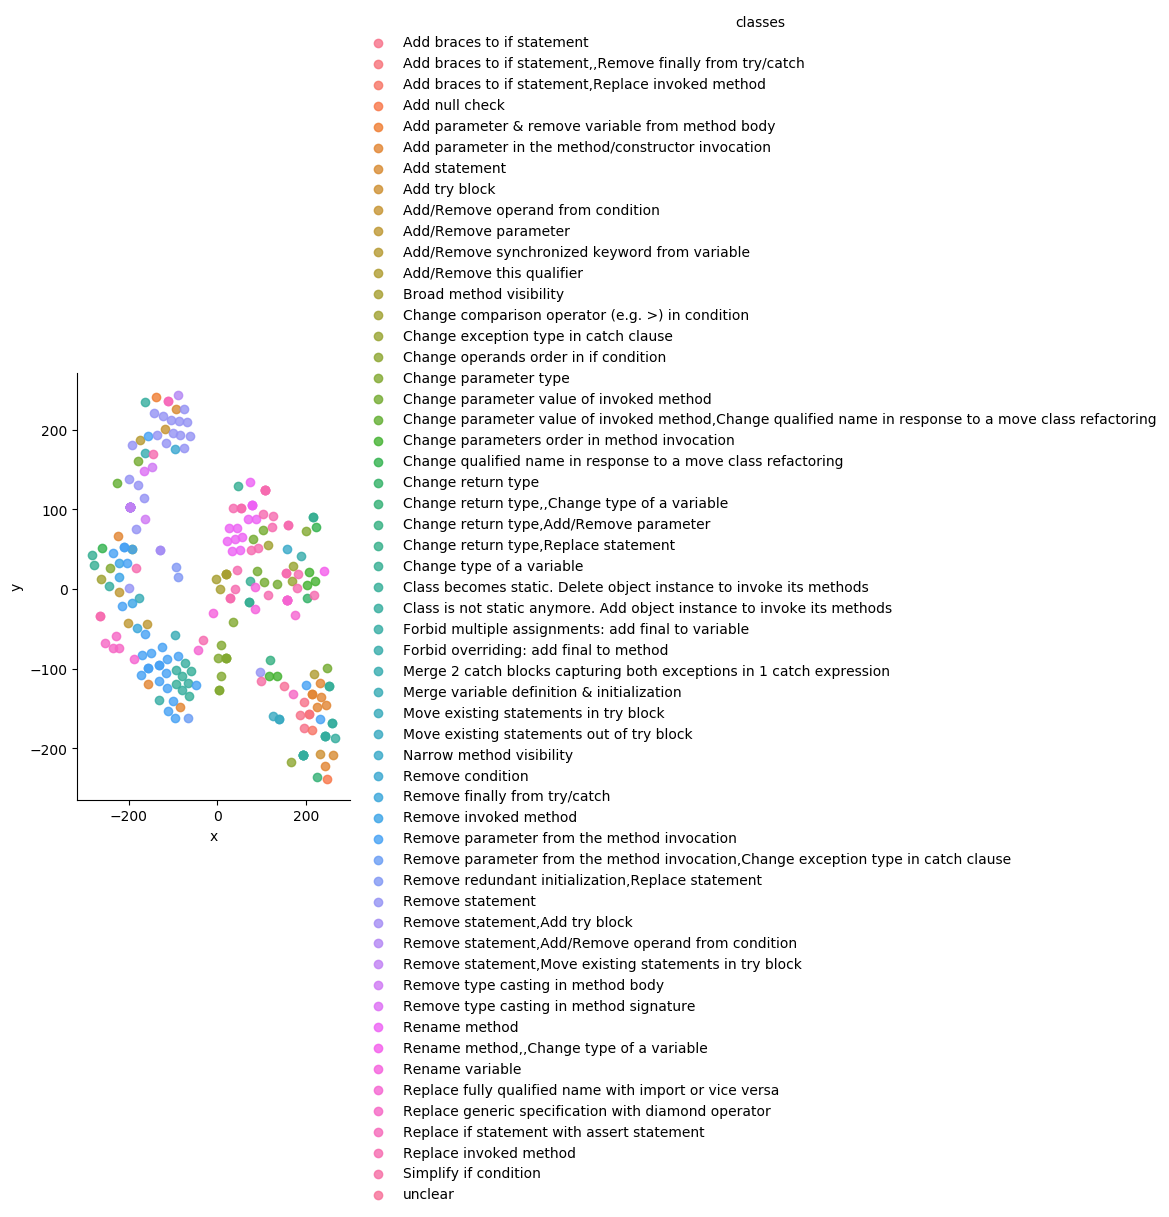 classes
Add braces to if statement
Add braces to if statement,,Remove finally from try/catch
Add braces to if statement,Replace invoked method
Add null check
Add parameter & remove variable from method body
Add parameter in the method/constructor invocation
Add statement
Add try block
Add/Remove operand from condition
Add/Remove parameter
Add/Remove synchronized keyword from variable
Add/Remove this qualifier
Broad method visibility
Change comparison operator (e.g. >) in condition
Change exception type in catch clause
Change operands order in if condition
Change parameter type
Change parameter value of invoked method
Change parameter value of invoked method,Change qualified name in response to a move class refactoring
Change parameters order in method invocation
Change qualified name in response to a move class refactoring
Change return type
Change return type,,Change type of a variable
Change return type,Add/Remove parameter
Change return type,Replace statement
Change type of a variable
Class becomes static. Delete object instance to invoke its methods
Class is not static anymore. Add object instance to invoke its methods
Forbid multiple assignments: add final to variable
Forbid overriding: add final to method
Merge 2 catch blocks capturing both exceptions in 1 catch expression
Merge variable definition & initialization
Move existing statements in try block
Move existing statements out of try block
Narrow method visibility
Remove condition
Remove finally from try/catch
Remove invoked method
Remove parameter from the method invocation
Remove parameter from the method invocation,Change exception type in catch clause
Remove redundant initialization,Replace statement
Remove statement
Remove statement,Add try block
Remove statement,Add/Remove operand from condition
Remove statement,Move existing statements in try block
Remove type casting in method body
Remove type casting in method signature
Rename method
Rename method,,Change type of a variable
Rename variable
Replace fully qualified name with import or vice versa
Replace generic specification with diamond operator
Replace if statement with assert statement
Replace invoked method
Simplify if condition
unclear
200
100
0
−100
−200
y
−200
0
200
x